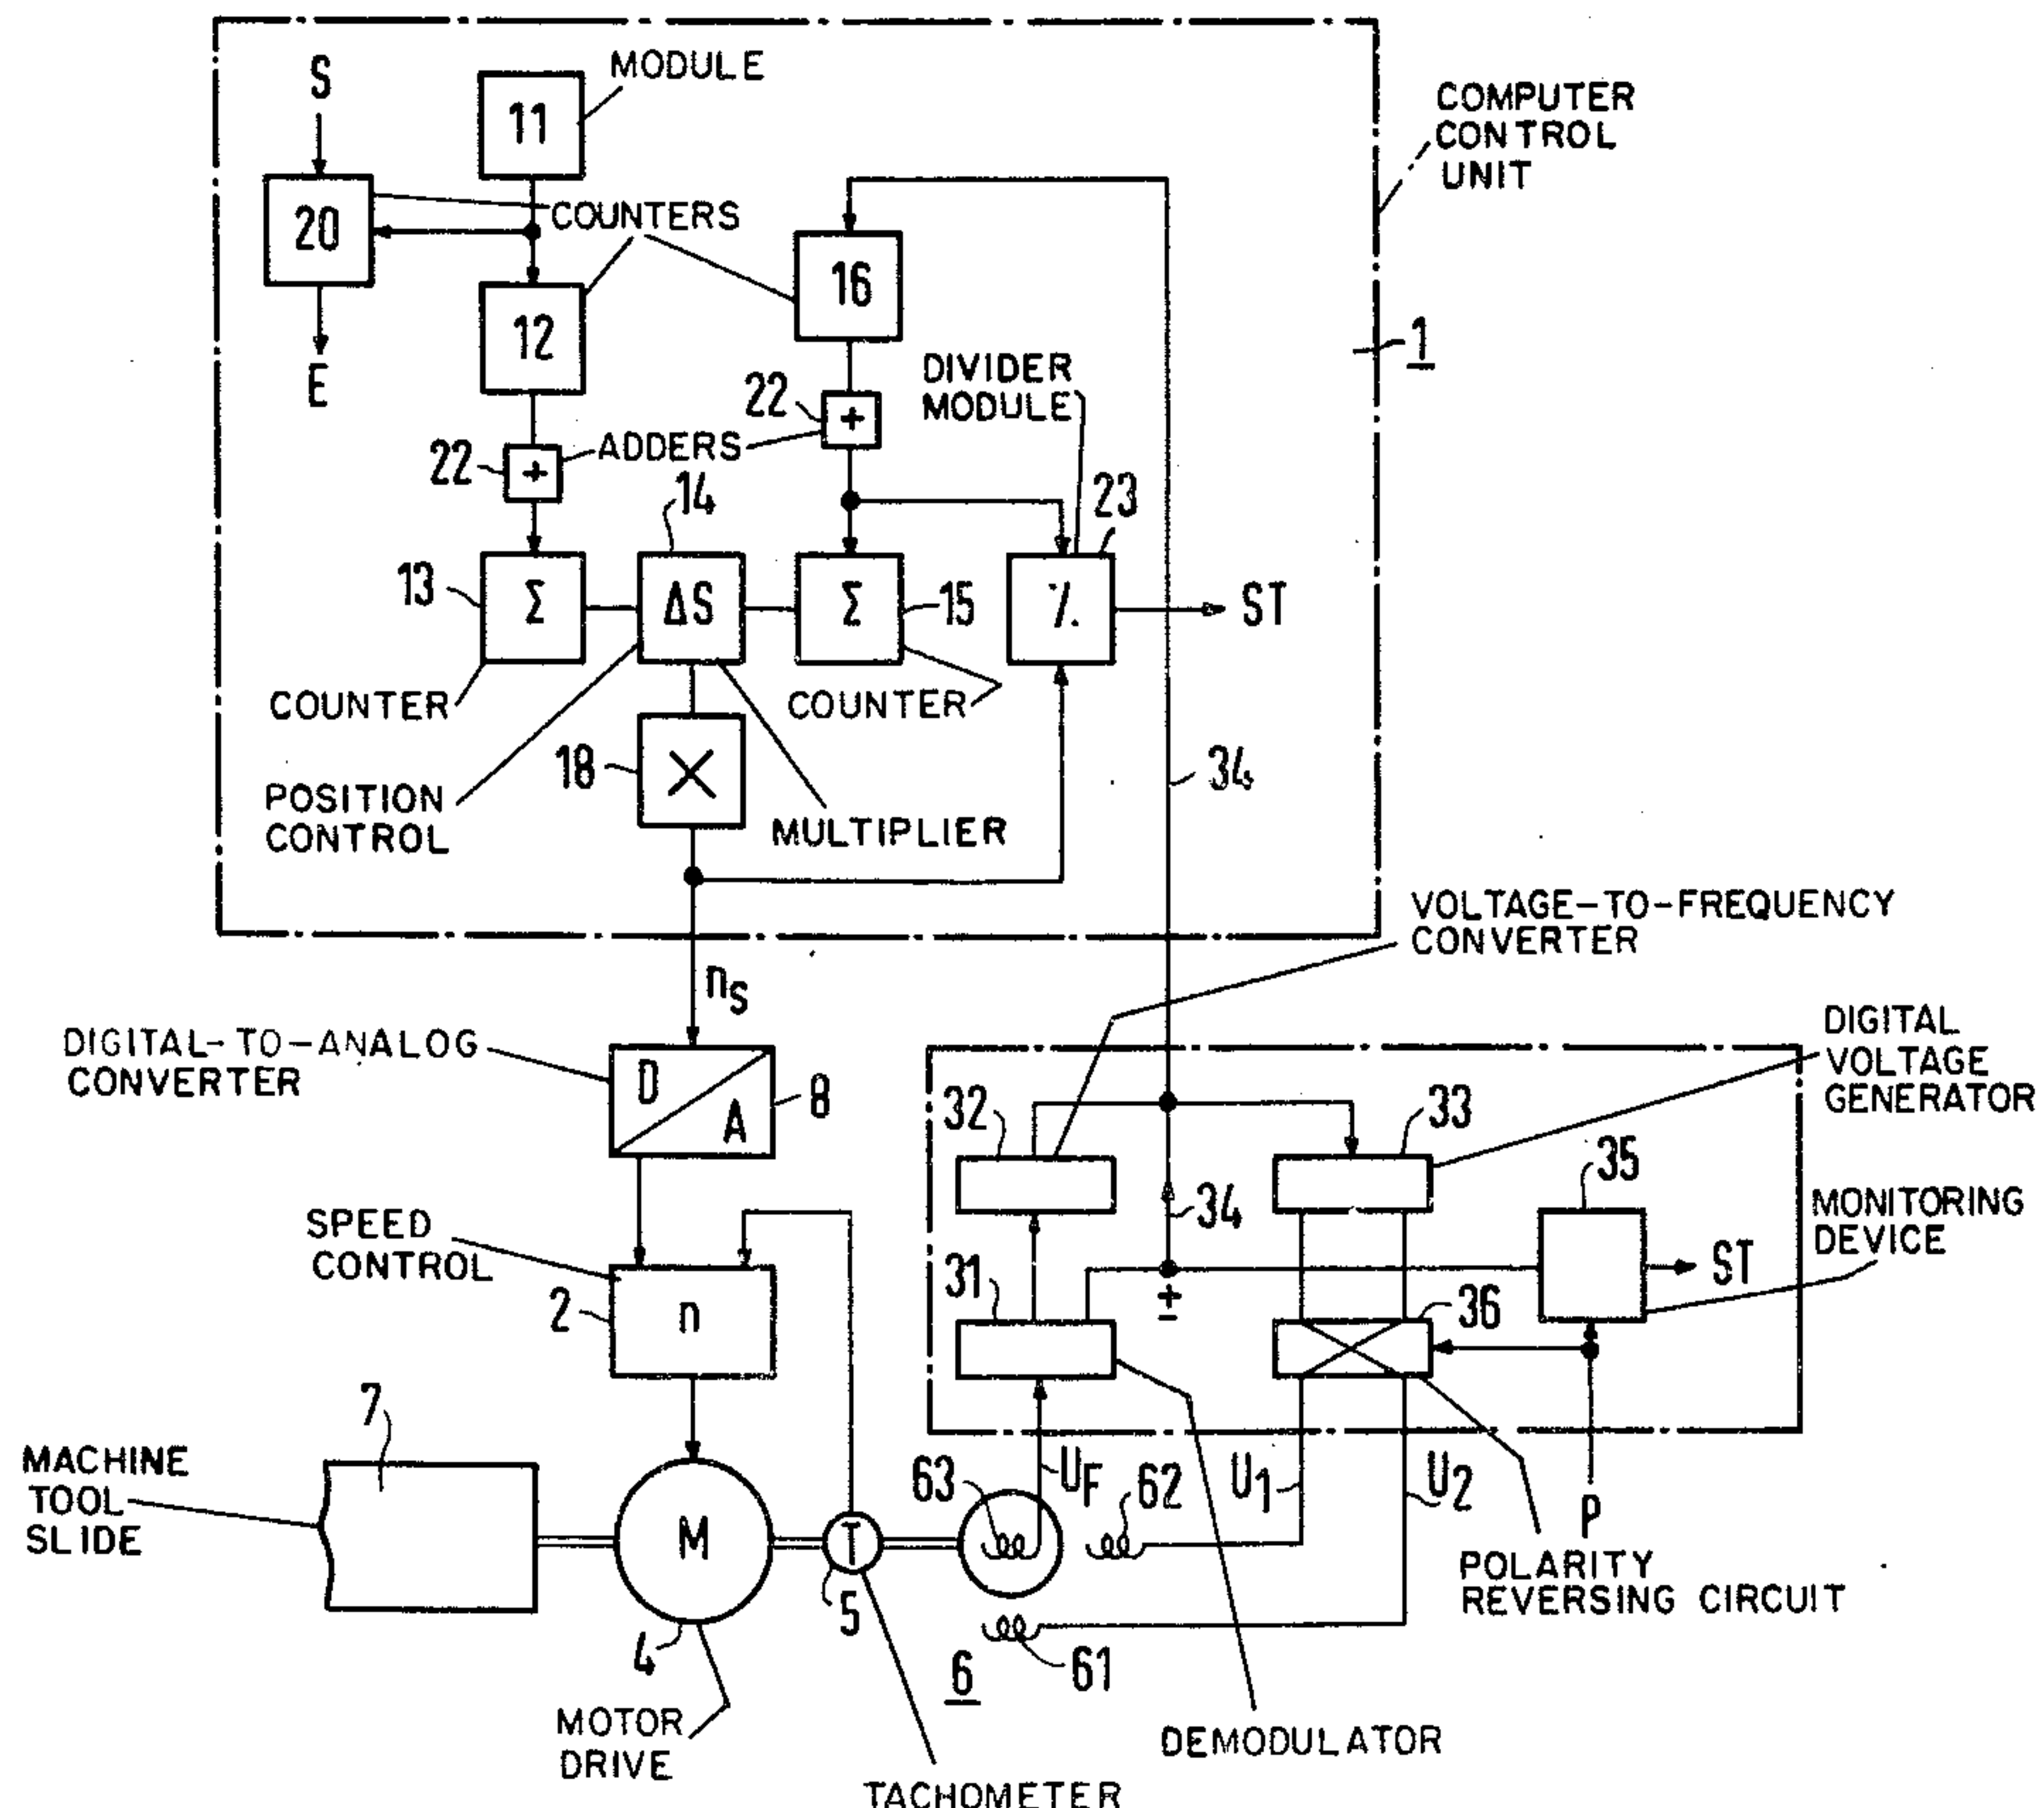 MODULE
S
11
COMPUTER
CONTROL
UNIT
20
COUNTERS
16
12
1
E
DIVIDER
MODULE
22
+
ADDERS
22
+
14
23
13
Σ
ΔS
Σ
15
%
ST
COUNTER
COUNTER
18
×
34
POSITION
CONTROL
MULTIPLIER
VOLTAGE-TO-FREQUENCY
CONVERTER
nS
DIGITAL-TO-ANALOG
CONVERTER
D
A
8
DIGITAL
VOLTAGE
GENERATOR
32
33
35
34
MONITORING
DEVICE
SPEED
CONTROL
2
n
31
±
36
ST
7
MACHINE
TOOL
SLIDE
M
4
T
5
63
UF
62
U1
U2
P
POLARITY
REVERSING CIRCUIT
6
61
MOTOR
DRIVE
DEMODULATOR
TACHOMETER